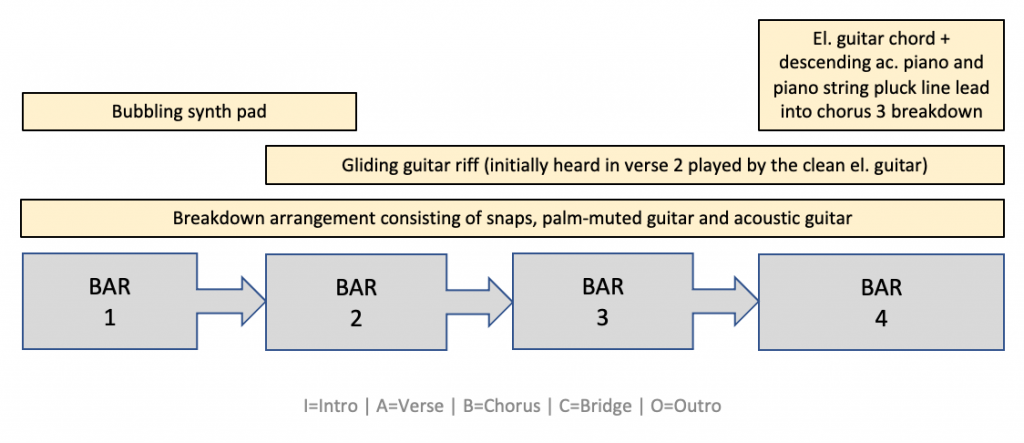 El. guitar chord +
descending ac. piano and
piano string pluck line lead
into chorus 3 breakdown
Bubbling synth pad
Gliding guitar riff (initially heard in verse 2 played by the clean el. guitar)
Breakdown arrangement consisting of snaps, palm-muted guitar and acoustic guitar
BAR
1
BAR
2
BAR
3
BAR
4
I=Intro | A=Verse | B=Chorus | C=Bridge | O=Outro